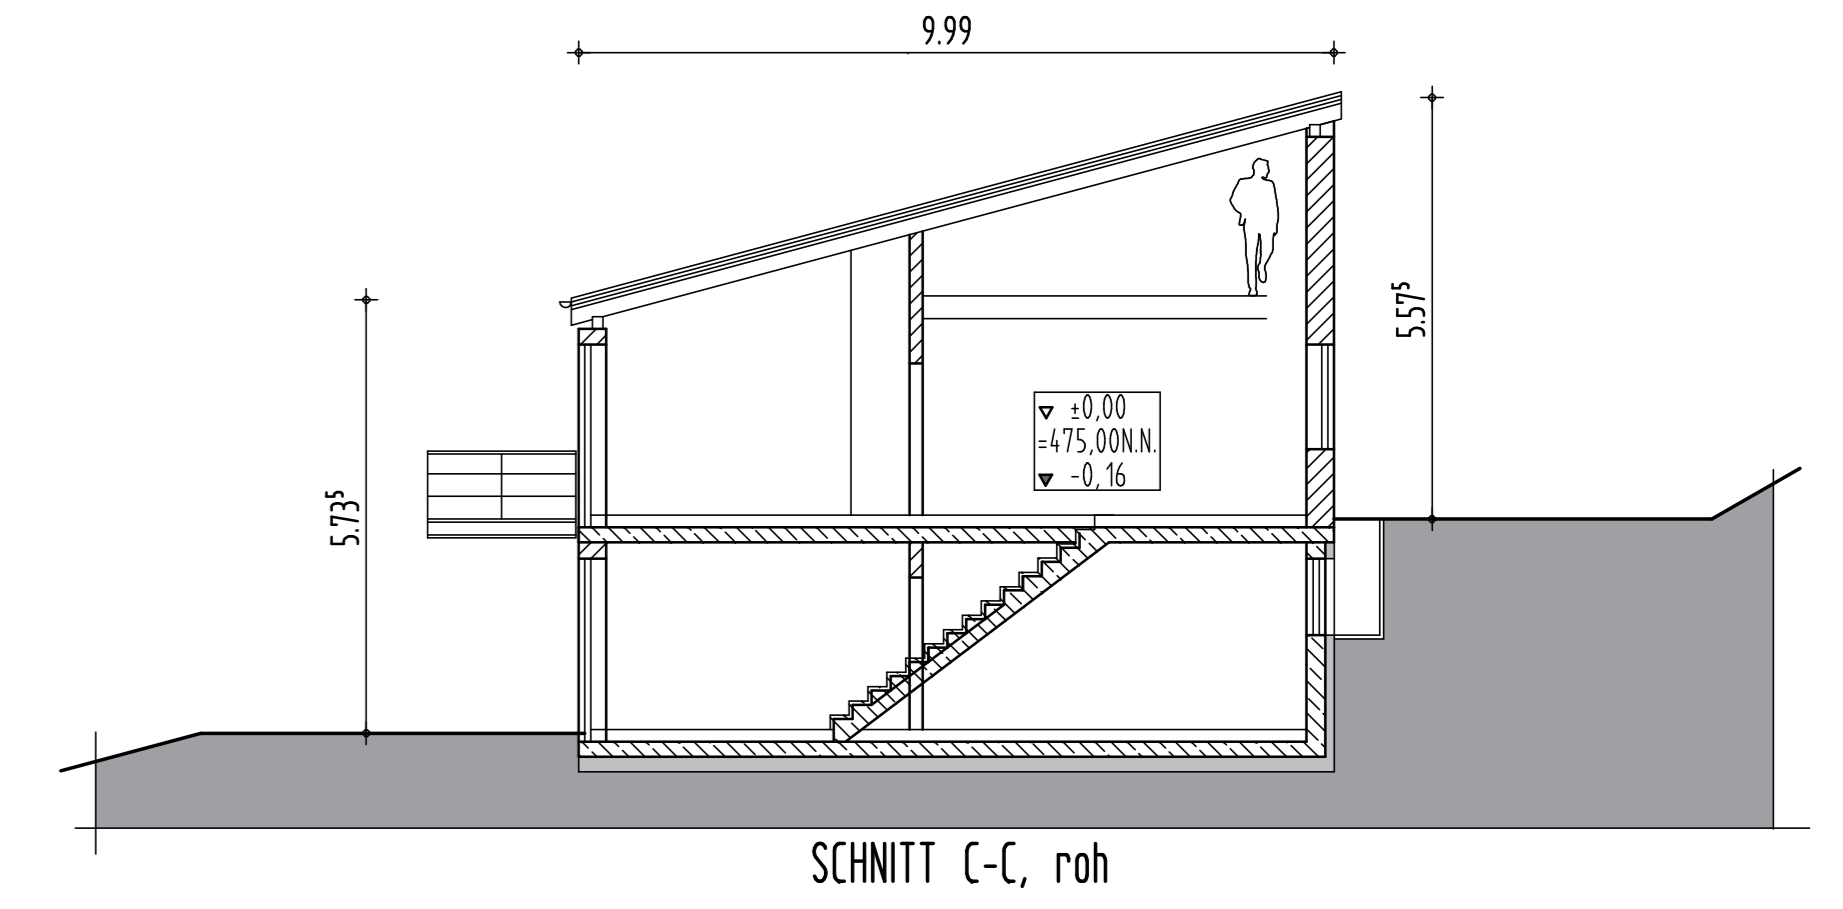 9.99
5.57⁵
5.73⁵
±0,00
=475,00N.N.
-0,16
SCHNITT C-C, roh